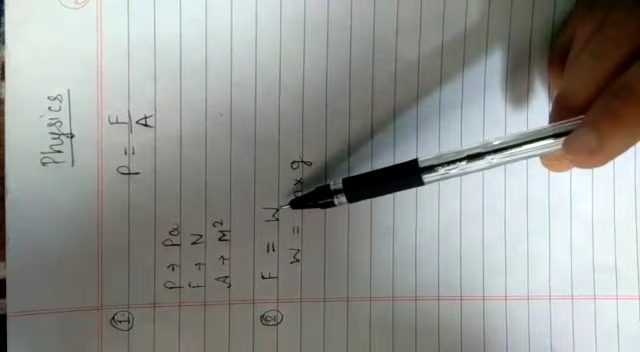 Physics
① P = F/A
P → Pa
F → N
A → M²
② F = W
W = x g